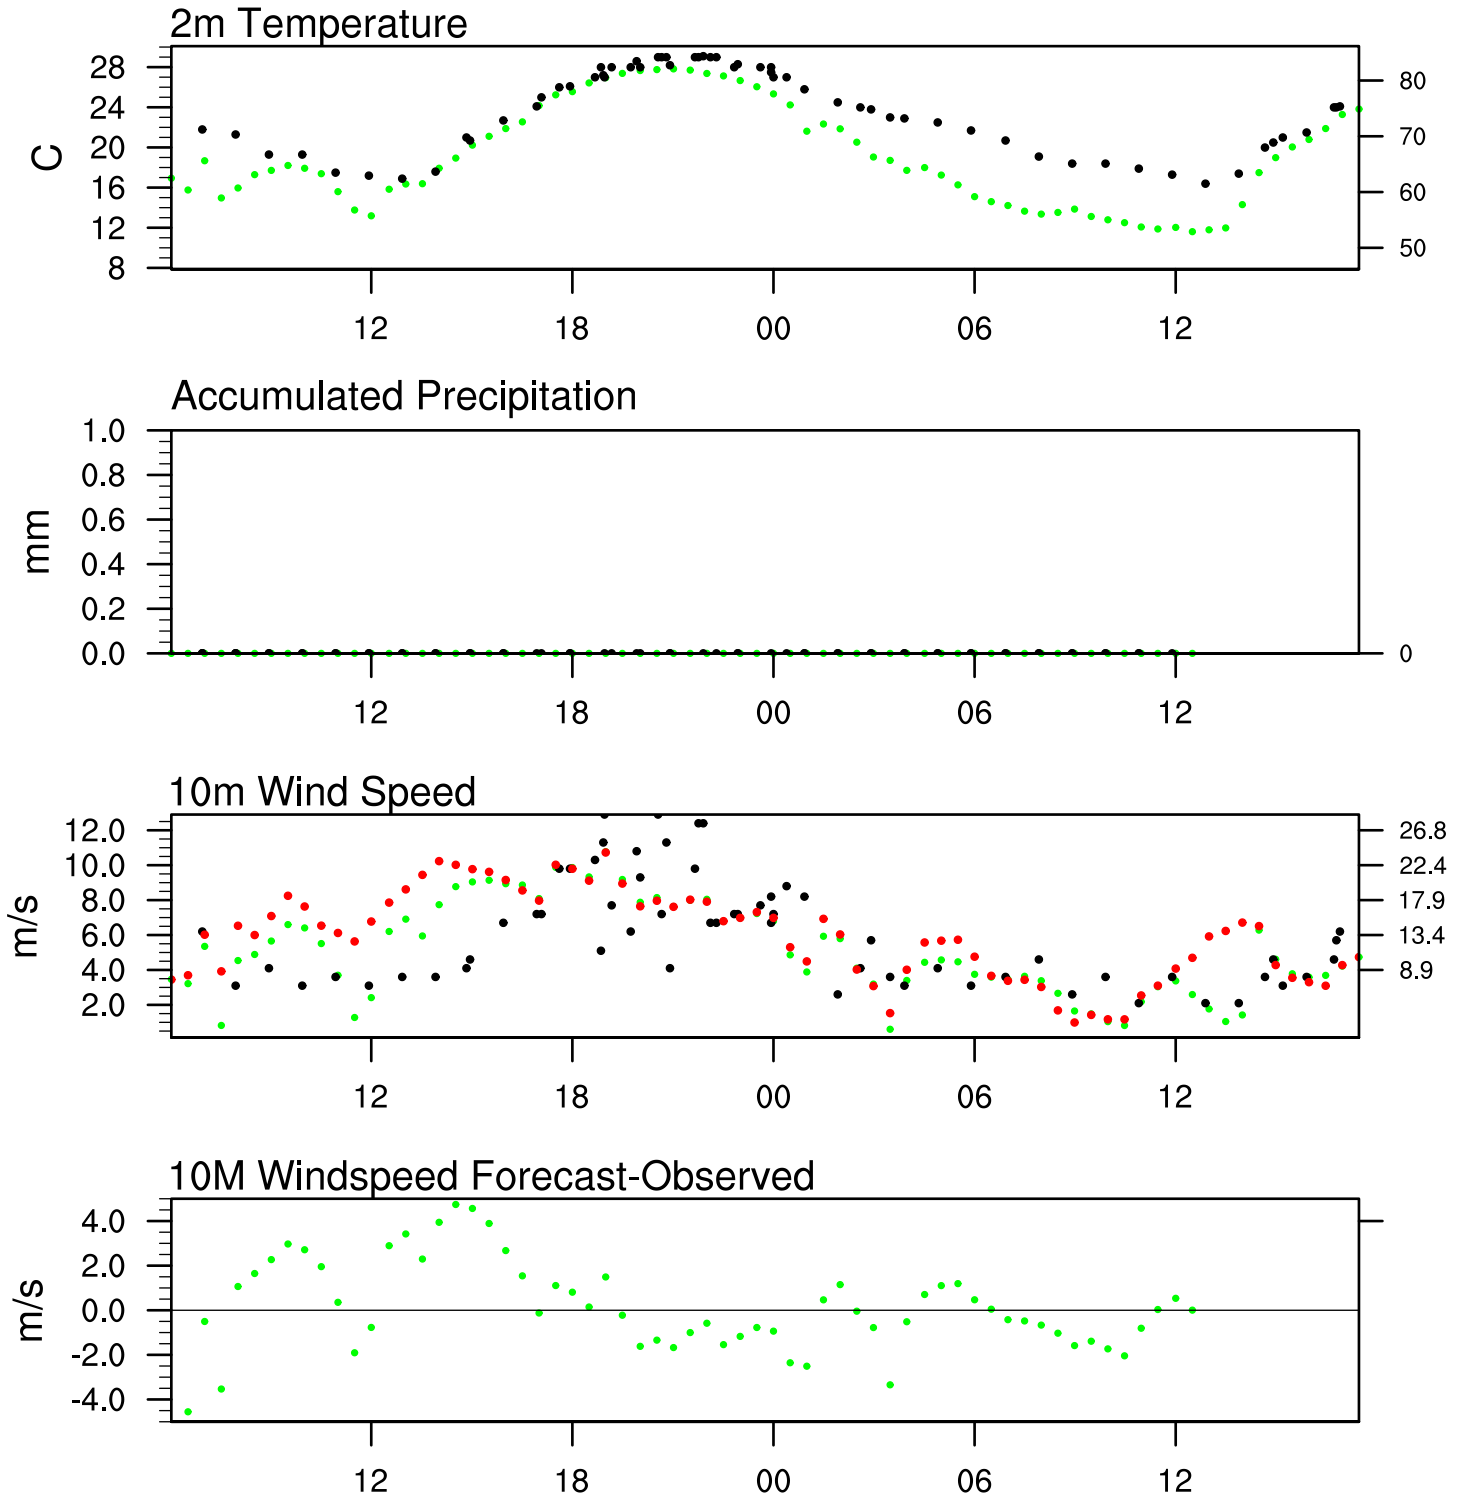 2m Temperature
28
24
20
16
12
8
C
80
70
60
50
12 18 00 06 12
Accumulated Precipitation
1.0
0.8
0.6
0.4
0.2
0.0
mm
0
12 18 00 06 12
10m Wind Speed
12.0
10.0
8.0
6.0
4.0
2.0
m/s
26.8
22.4
17.9
13.4
8.9
12 18 00 06 12
10M Windspeed Forecast-Observed
4.0
2.0
0.0
-2.0
-4.0
m/s
12 18 00 06 12